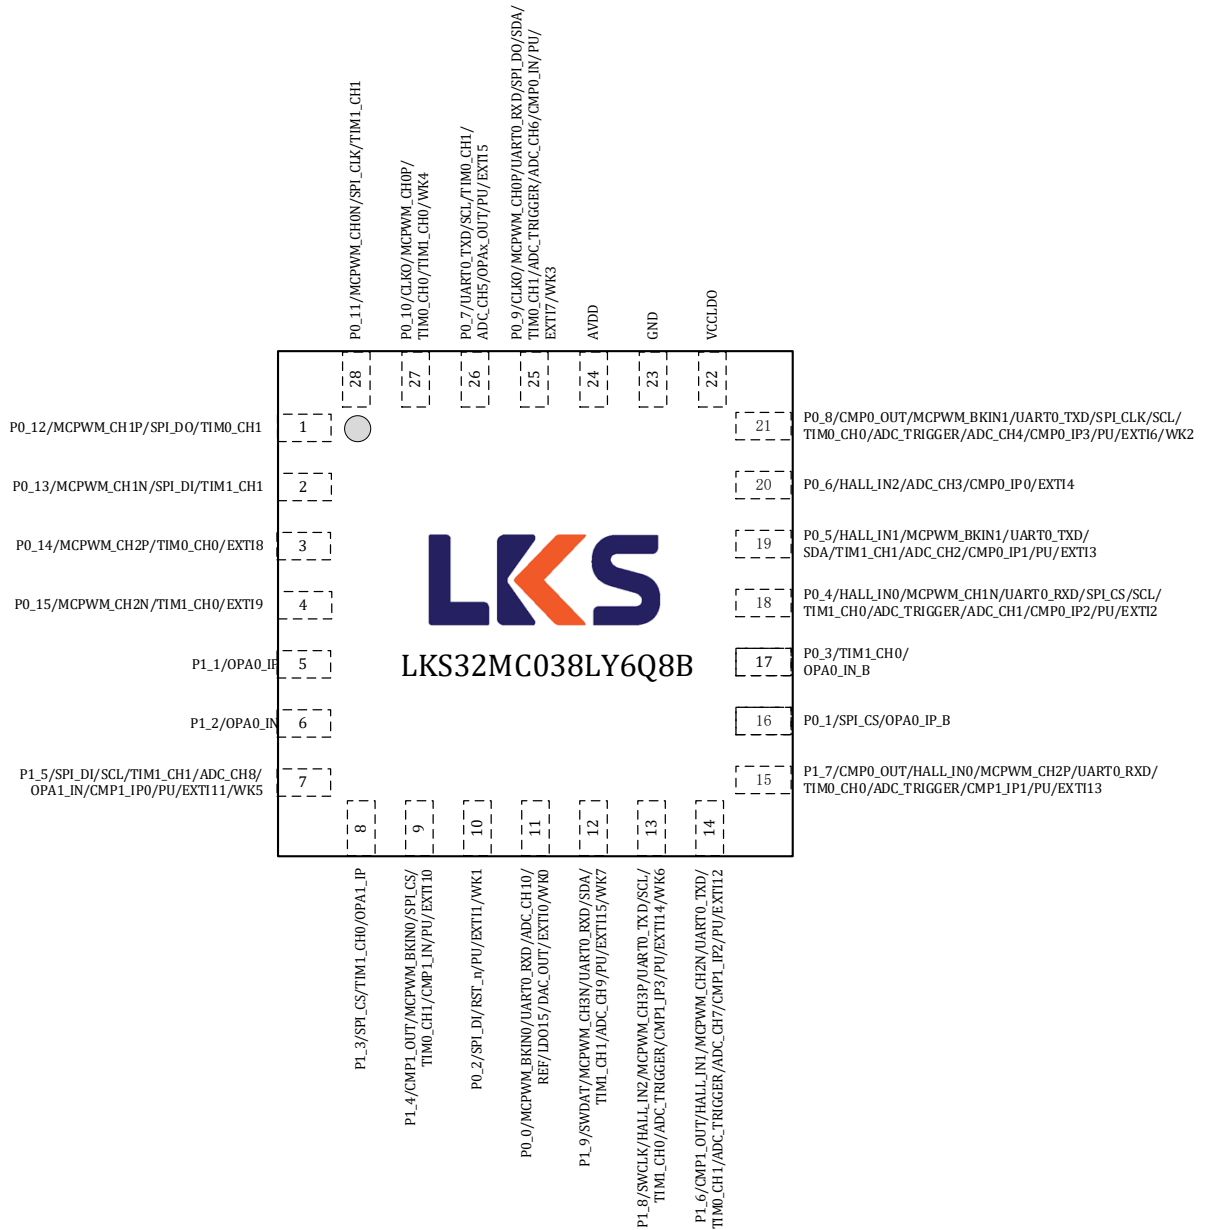 P0_11/MCPWM_CH0N/SPI_CLK/TIM1_CH1
P0_10/CLKO/MCPWM_CH0P/
TIM0_CH0/TIM1_CH0/WK4
P0_7/UART0_TXD/SCL/TIM0_CH1/
ADC_CH5/OPAx_OUT/PU/EXTI5
P0_9/CLKO/MCPWM_CH0P/UART0_RXD/SPI_DO/SDA/
TIM0_CH1/ADC_TRIGGER/ADC_CH6/CMP0_IN/PU/
EXTI7/WK3
AVDD
GND
VCCLDO
28
27
26
25
24
23
22
P0_12/MCPWM_CH1P/SPI_DO/TIM0_CH1
1
P0_13/MCPWM_CH1N/SPI_DI/TIM1_CH1
2
P0_14/MCPWM_CH2P/TIM0_CH0/EXTI8
3
P0_15/MCPWM_CH2N/TIM1_CH0/EXTI9
4
P1_1/OPA0_IP
5
P1_2/OPA0_IN
6
P1_5/SPI_DI/SCL/TIM1_CH1/ADC_CH8/
OPA1_IN/CMP1_IP0/PU/EXTI11/WK5
7
LKS
LKS32MC038LY6Q8B
21
P0_8/CMP0_OUT/MCPWM_BKIN1/UART0_TXD/SPI_CLK/SCL/
TIM0_CH0/ADC_TRIGGER/ADC_CH4/CMP0_IP3/PU/EXTI6/WK2
20
P0_6/HALL_IN2/ADC_CH3/CMP0_IP0/EXTI4
19
P0_5/HALL_IN1/MCPWM_BKIN1/UART0_TXD/
SDA/TIM1_CH1/ADC_CH2/CMP0_IP1/PU/EXTI3
18
P0_4/HALL_IN0/MCPWM_CH1N/UART0_RXD/SPI_CS/SCL/
TIM1_CH0/ADC_TRIGGER/ADC_CH1/CMP0_IP2/PU/EXTI2
17
P0_3/TIM1_CH0/
OPA0_IN_B
16
P0_1/SPI_CS/OPA0_IP_B
15
P1_7/CMP0_OUT/HALL_IN0/MCPWM_CH2P/UART0_RXD/
TIM0_CH0/ADC_TRIGGER/CMP1_IP1/PU/EXTI13
8
9
10
11
12
13
14
P1_3/SPI_CS/TIM1_CH0/OPA1_IP
P1_4/CMP1_OUT/MCPWM_BKIN0/SPI_CS/
TIM0_CH1/CMP1_IN/PU/EXTI10
P0_2/SPI_DI/RST_n/PU/EXTI1/WK1
P0_0/MCPWM_BKIN0/UART0_RXD/ADC_CH10/
REF/LDO15/DAC_OUT/EXTI0/WK0
P1_9/SWDAT/MCPWM_CH3N/UART0_RXD/SDA/
TIM1_CH1/ADC_CH9/PU/EXTI15/WK7
P1_8/SWCLK/HALL_IN2/MCPWM_CH3P/UART0_TXD/SCL/
TIM1_CH0/ADC_TRIGGER/CMP1_IP3/PU/EXTI14/WK6
P1_6/CMP1_OUT/HALL_IN1/MCPWM_CH2N/UART0_TXD/
TIM0_CH1/ADC_TRIGGER/ADC_CH7/CMP1_IP2/PU/EXTI12